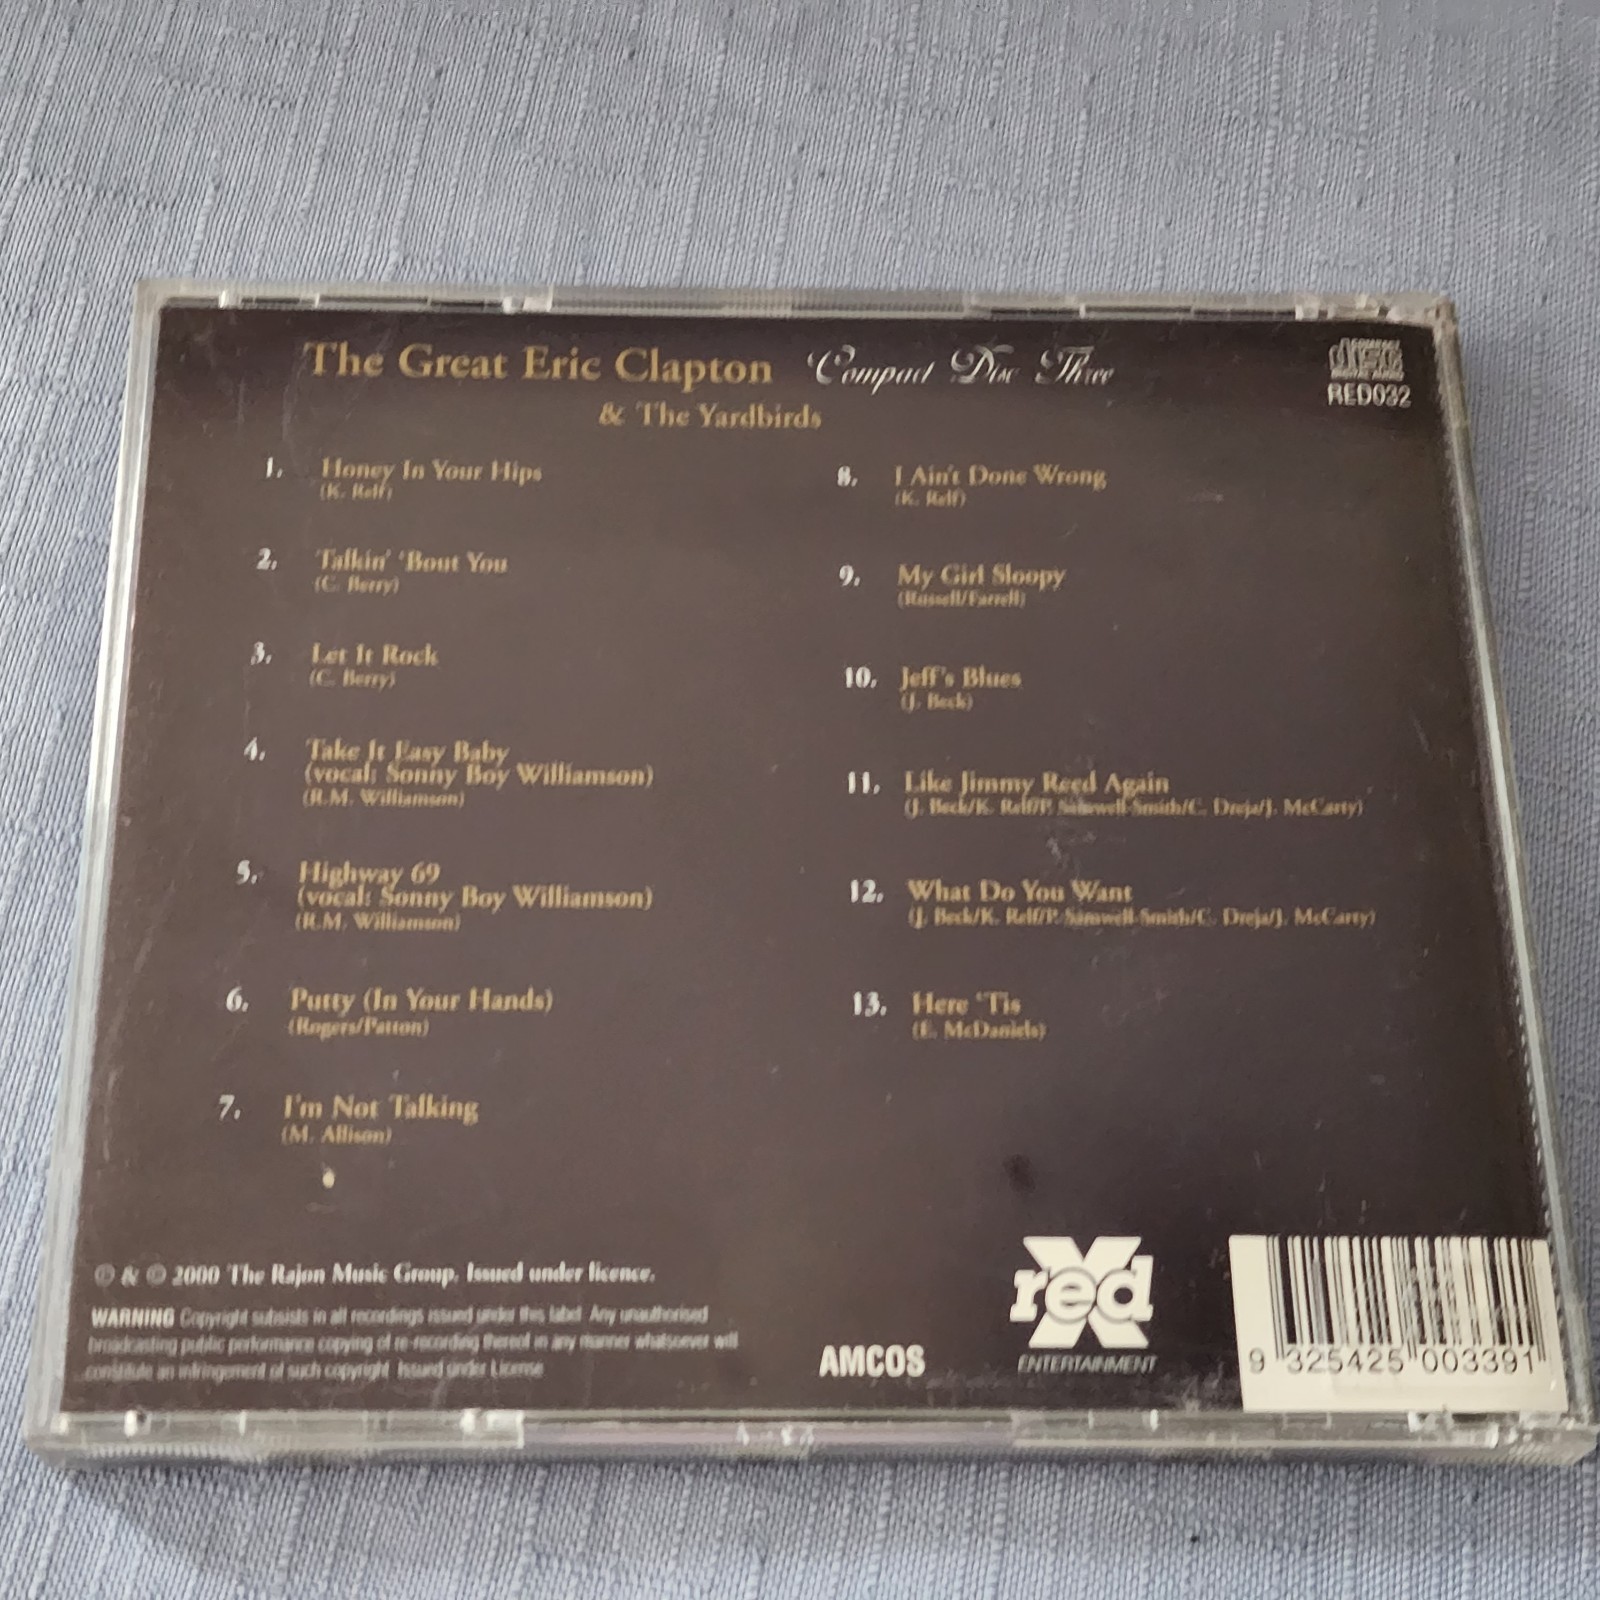 The Great Eric Clapton Compact Disc Three
& The Yardbirds
COMPACT
disc
DIGITAL AUDIO
RED032
1. Honey In Your Hips
(K. Relf)
2. Talkin' 'Bout You
(C. Berry)
3. Let It Rock
(C. Berry)
4. Take It Easy Baby
(vocal: Sonny Boy Williamson)
(R.M. Williamson)
5. Highway 69
(vocal: Sonny Boy Williamson)
(R.M. Williamson)
6. Putty (In Your Hands)
(Rogers/Patton)
7. I'm Not Talking
(M. Allison)
8. I Ain't Done Wrong
(K. Relf)
9. My Girl Sloopy
(Russell/Farrell)
10. Jeff's Blues
(J. Beck)
11. Like Jimmy Reed Again
(J. Beck/K. Relf/P. Samwell-Smith/C. Dreja/J. McCarty)
12. What Do You Want
(J. Beck/K. Relf/P. Samwell-Smith/C. Dreja/J. McCarty)
13. Here 'Tis
(E. McDaniels)
℗ & © 2000 The Rajon Music Group. Issued under licence.
WARNING Copyright subsists in all recordings issued under this label. Any unauthorised
broadcasting public performance copying of re-recording thereof in any manner whatsoever will
constitute an infringement of such copyright. Issued under License
AMCOS
red X
ENTERTAINMENT
9 325425 003391